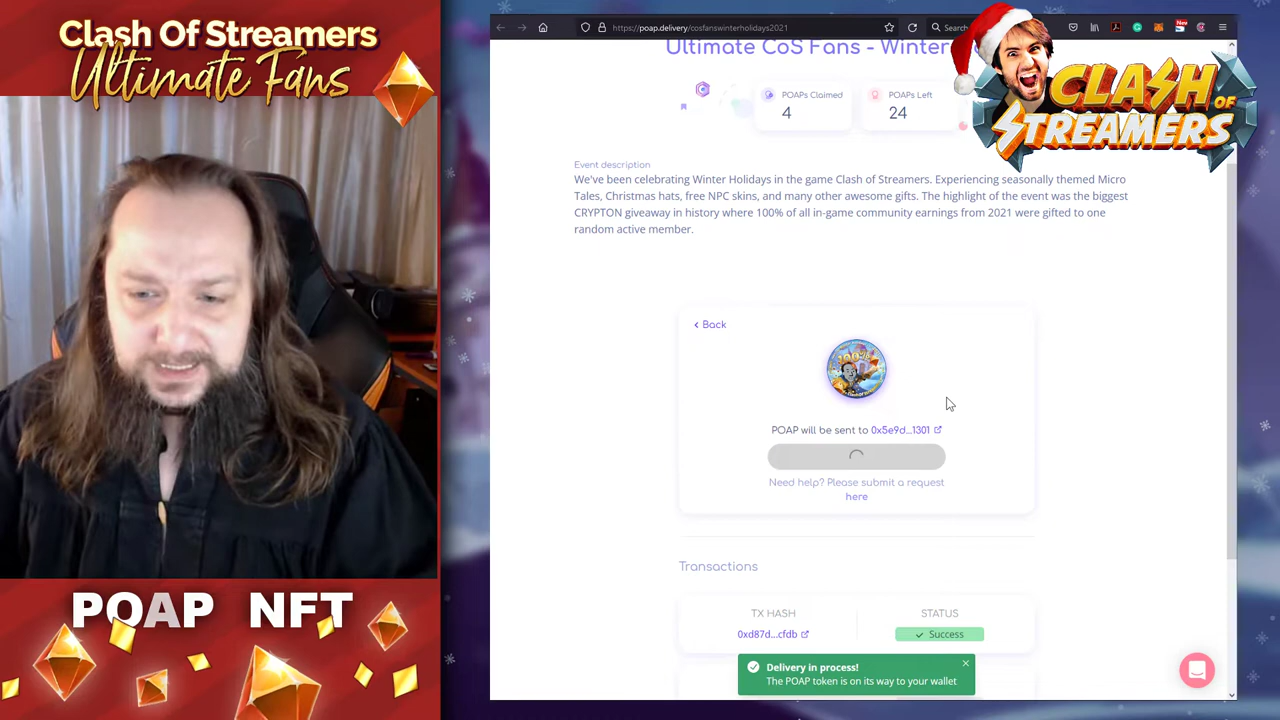 Clash Of Streamers
Ultimate Fans
POAP NFT
https://poap.delivery/cosfanswinterholidays2021
Search
New
CLASH OF
STREAMERS
Ultimate CoS Fans - Winter
POAPs Claimed
4
POAPs Left
24
Event description
We've been celebrating Winter Holidays in the game Clash of Streamers. Experiencing seasonally themed Micro
Tales, Christmas hats, free NPC skins, and many other awesome gifts. The highlight of the event was the biggest
CRYPTON giveaway in history where 100% of all in-game community earnings from 2021 were gifted to one
random active member.
Back
100%
POAP will be sent to 0x5e9d...1301
Need help? Please submit a request
here
Transactions
TX HASH
STATUS
0xd87d...cfdb
Success
Delivery in process!
The POAP token is on its way to your wallet